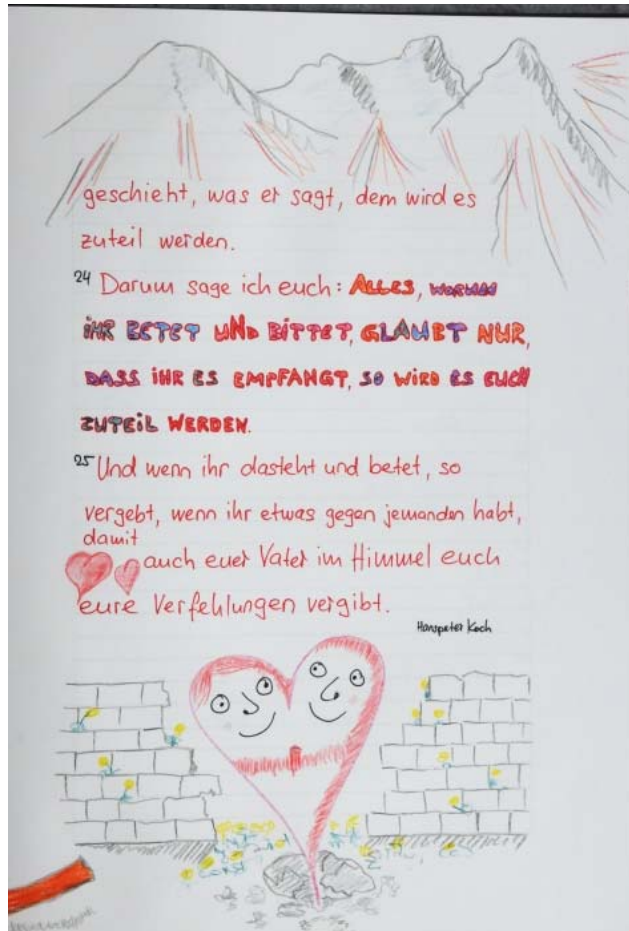 geschieht, was er sagt, dem wird es
zuteil werden.
24 Darum sage ich euch: ALLES, WORUM
IHR BETET UND BITTET, GLAUBT NUR,
DASS IHR ES EMPFANGT, SO WIRD ES EUCH
ZUTEIL WERDEN.
25 Und wenn ihr dasteht und betet, so
vergebt, wenn ihr etwas gegen jemanden habt,
damit
auch euer Vater im Himmel euch
eure Verfehlungen vergibt.
Hanspeter Koch